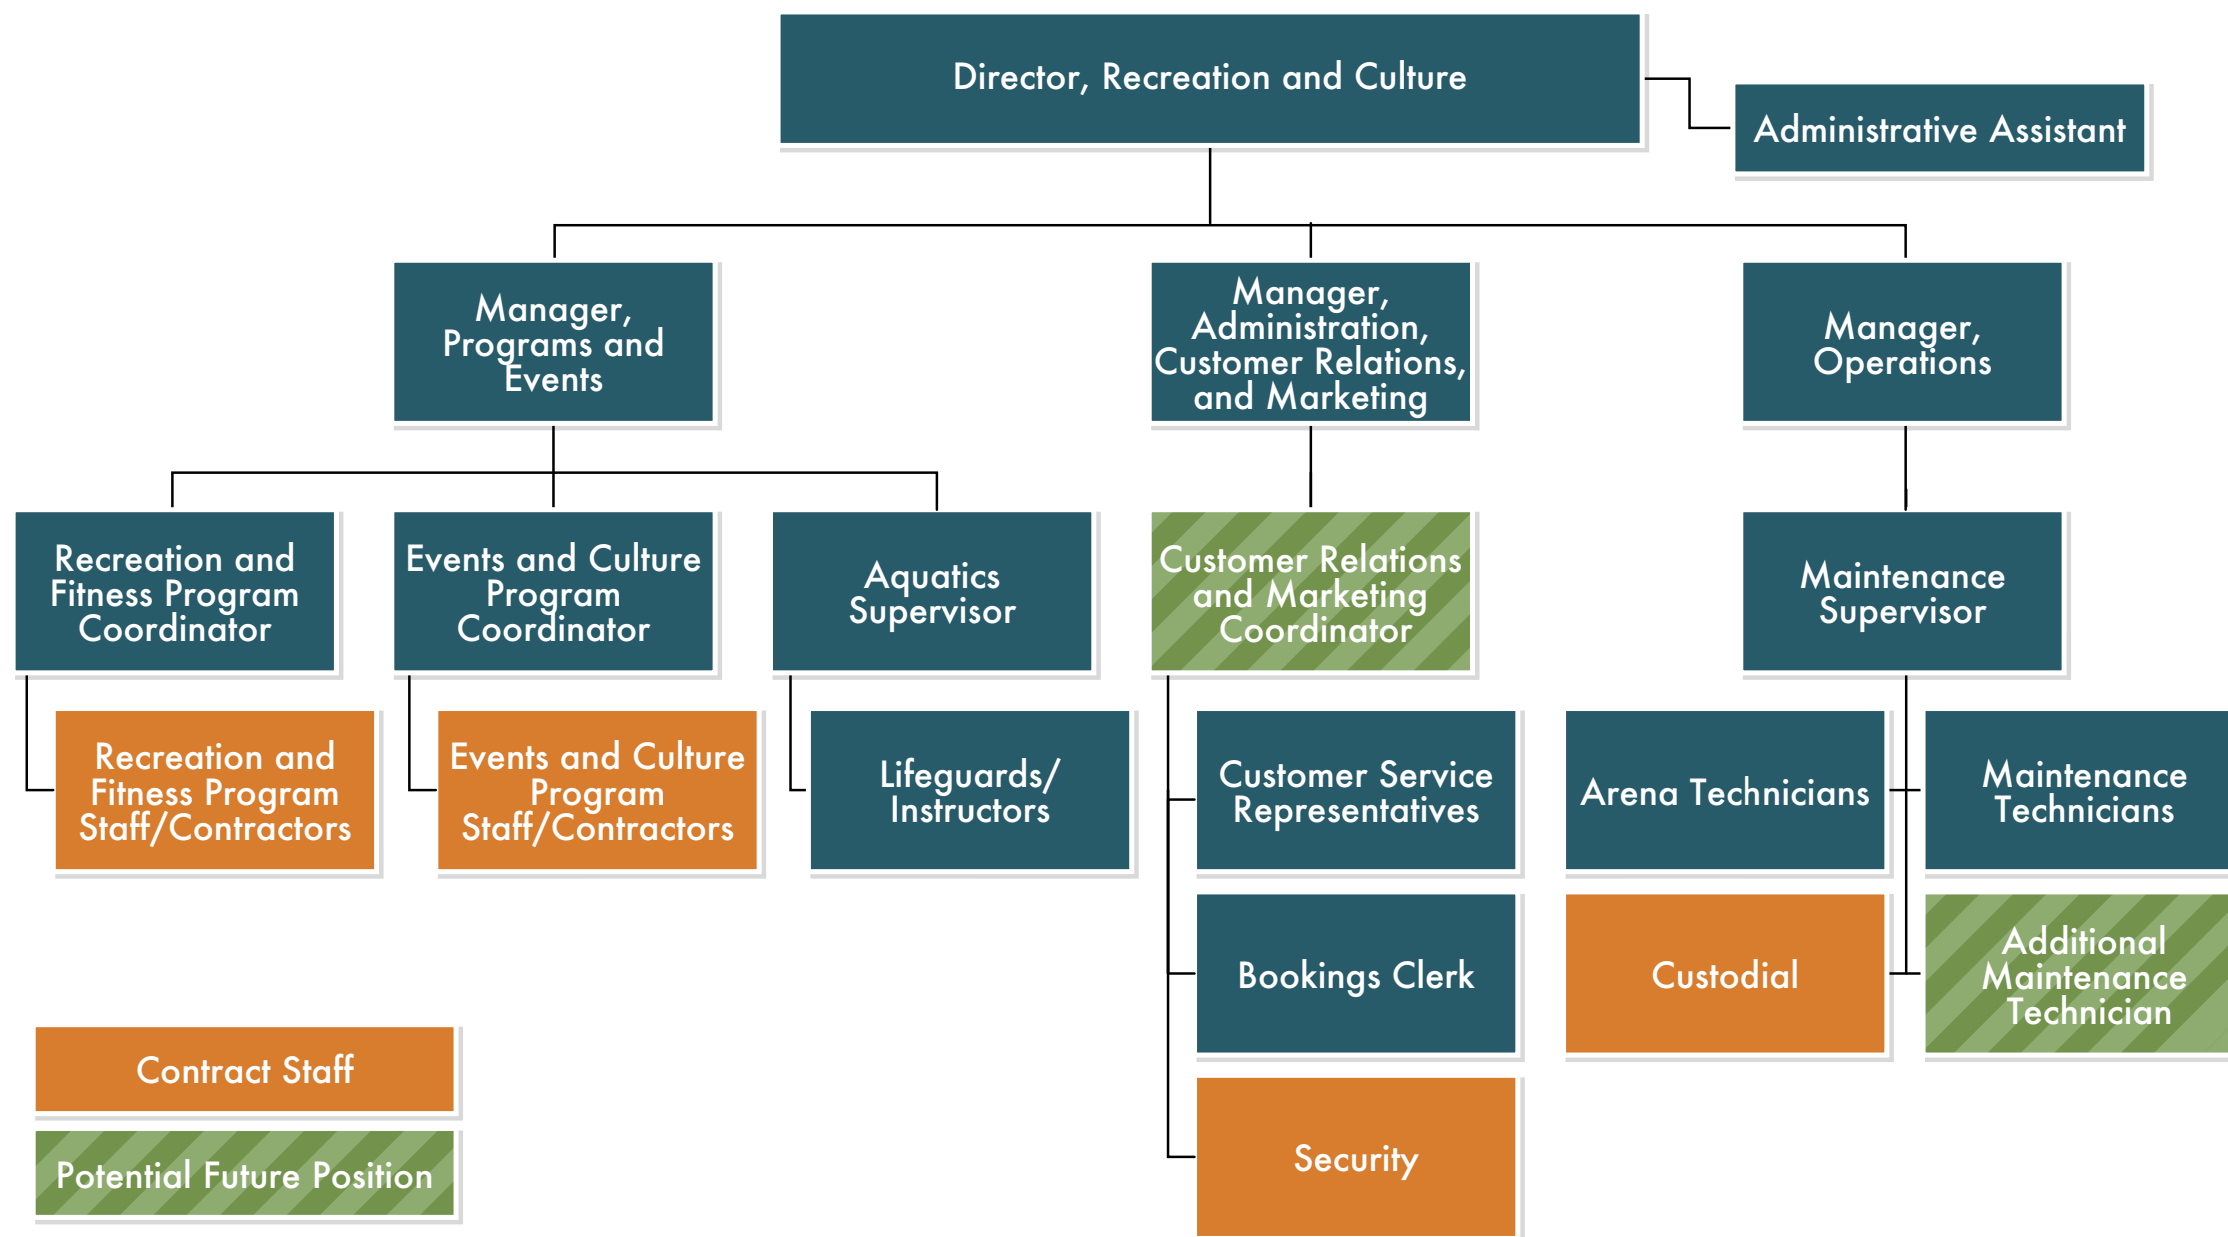 Director, Recreation and Culture
Administrative Assistant
Manager,
Programs and
Events
Manager,
Administration,
Customer Relations,
and Marketing
Manager,
Operations
Recreation and
Fitness Program
Coordinator
Events and Culture
Program
Coordinator
Aquatics
Supervisor
Customer Relations
and Marketing
Coordinator
Maintenance
Supervisor
Recreation and
Fitness Program
Staff/Contractors
Events and Culture
Program
Staff/Contractors
Lifeguards/
Instructors
Customer Service
Representatives
Arena Technicians
Maintenance
Technicians
Bookings Clerk
Custodial
Additional
Maintenance
Technician
Contract Staff
Security
Potential Future Position